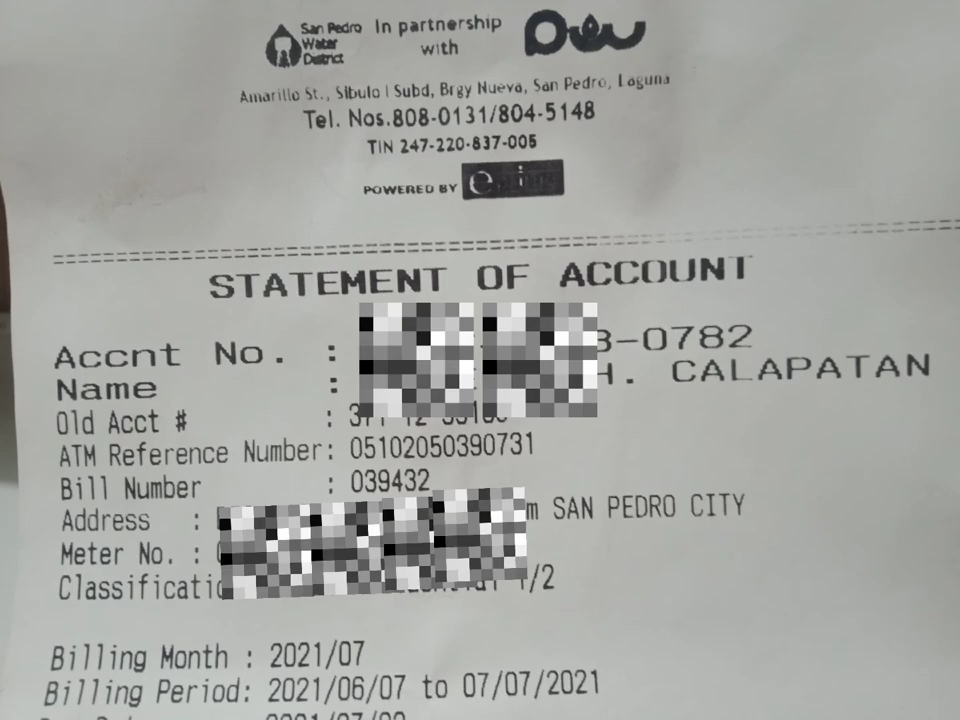 San Pedro
Water
District
In partnership
with
Amarillo St., Sibulo I Subd, Brgy Nueva, San Pedro, Laguna
Tel. Nos.808-0131/804-5148
TIN 247-220-837-005
POWERED BY
STATEMENT OF ACCOUNT
Accnt No. : 3-0782
Name : H. CALAPATAN
Old Acct # :
ATM Reference Number: 05102050390731
Bill Number : 039432
Address : m SAN PEDRO CITY
Meter No. :
1/2
Billing Month : 2021/07
Billing Period: 2021/06/07 to 07/07/2021